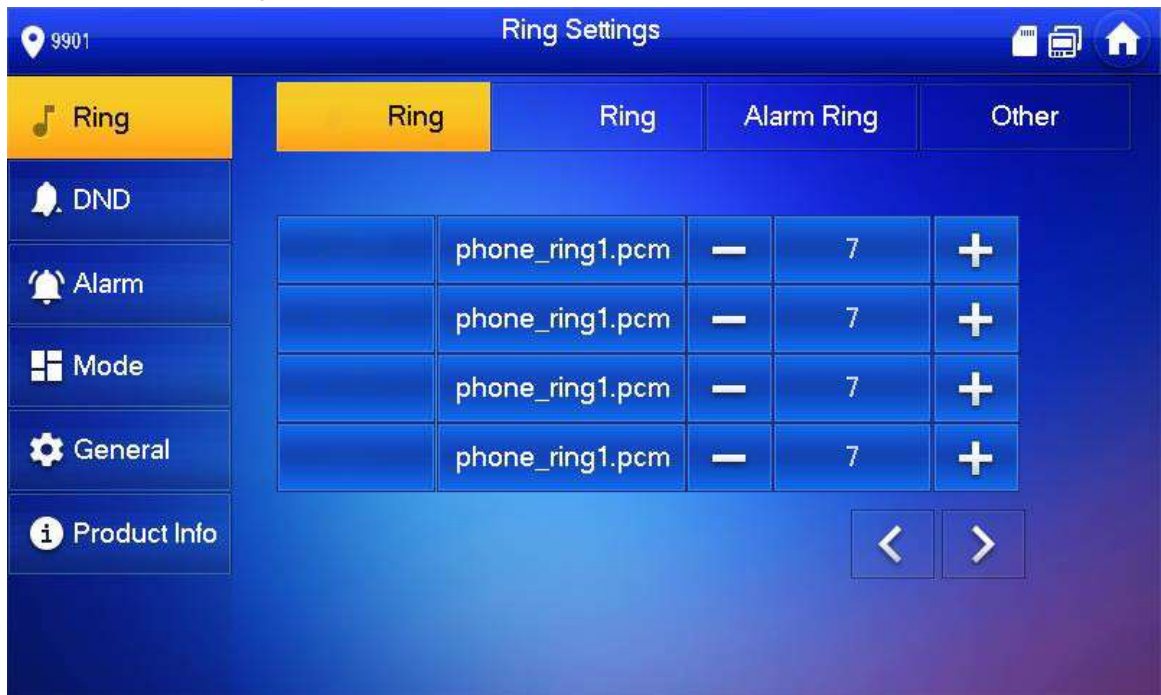 9901
Ring Settings
Ring
DND
Alarm
Mode
General
Product Info
Ring
Ring
Alarm Ring
Other
phone_ring1.pcm
7
phone_ring1.pcm
7
phone_ring1.pcm
7
phone_ring1.pcm
7